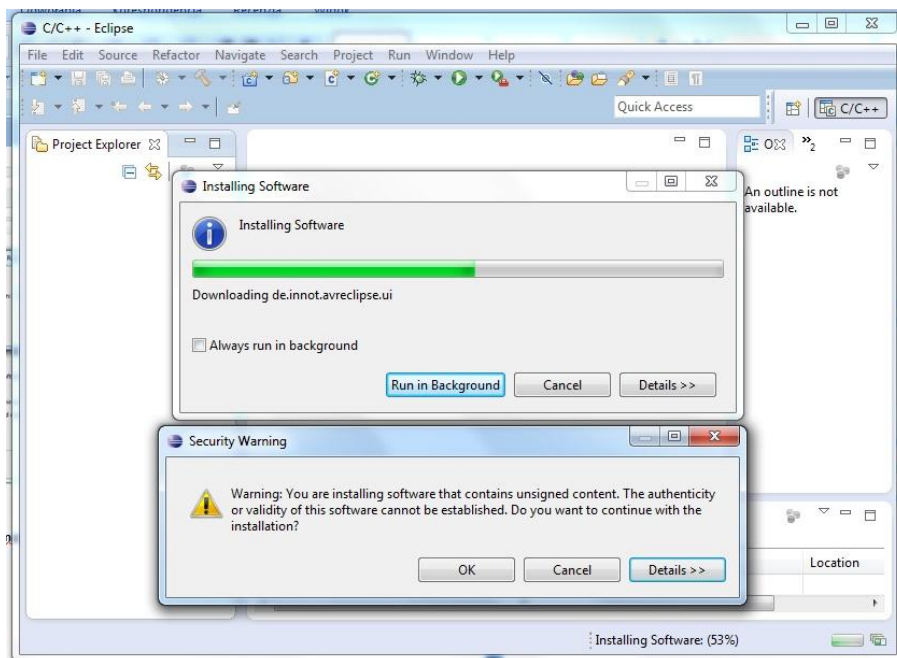 C/C++ - Eclipse
File Edit Source Refactor Navigate Search Project Run Window Help
Quick Access
C/C++
Project Explorer
O
»2
An outline is not
available.
Installing Software
Installing Software
Downloading de.innot.avreclipse.ui
Always run in background
Run in Background Cancel Details >>
Security Warning
Warning: You are installing software that contains unsigned content. The authenticity
or validity of this software cannot be established. Do you want to continue with the
installation?
OK Cancel Details >>
Location
Installing Software: (53%)